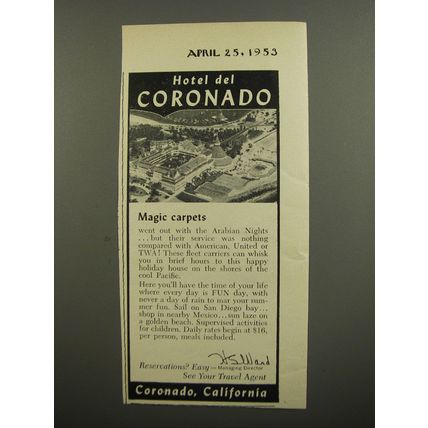 APRIL 25, 1953
Hotel del
CORONADO
Magic carpets
went out with the Arabian Nights
...but their service was nothing
compared with American, United or
TWA! These fleet carriers can whisk
you in brief hours to this happy
holiday house on the shores of the
cool Pacific.
Here you'll have the time of your life
where every day is FUN day, with
never a day of rain to mar your sum-
mer fun. Sail on San Diego bay...
shop in nearby Mexico...sun laze on
a golden beach. Supervised activities
for children. Daily rates begin at $16,
per person, meals included.
HSWard
Reservations? Easy — Managing Director
See Your Travel Agent
Coronado, California